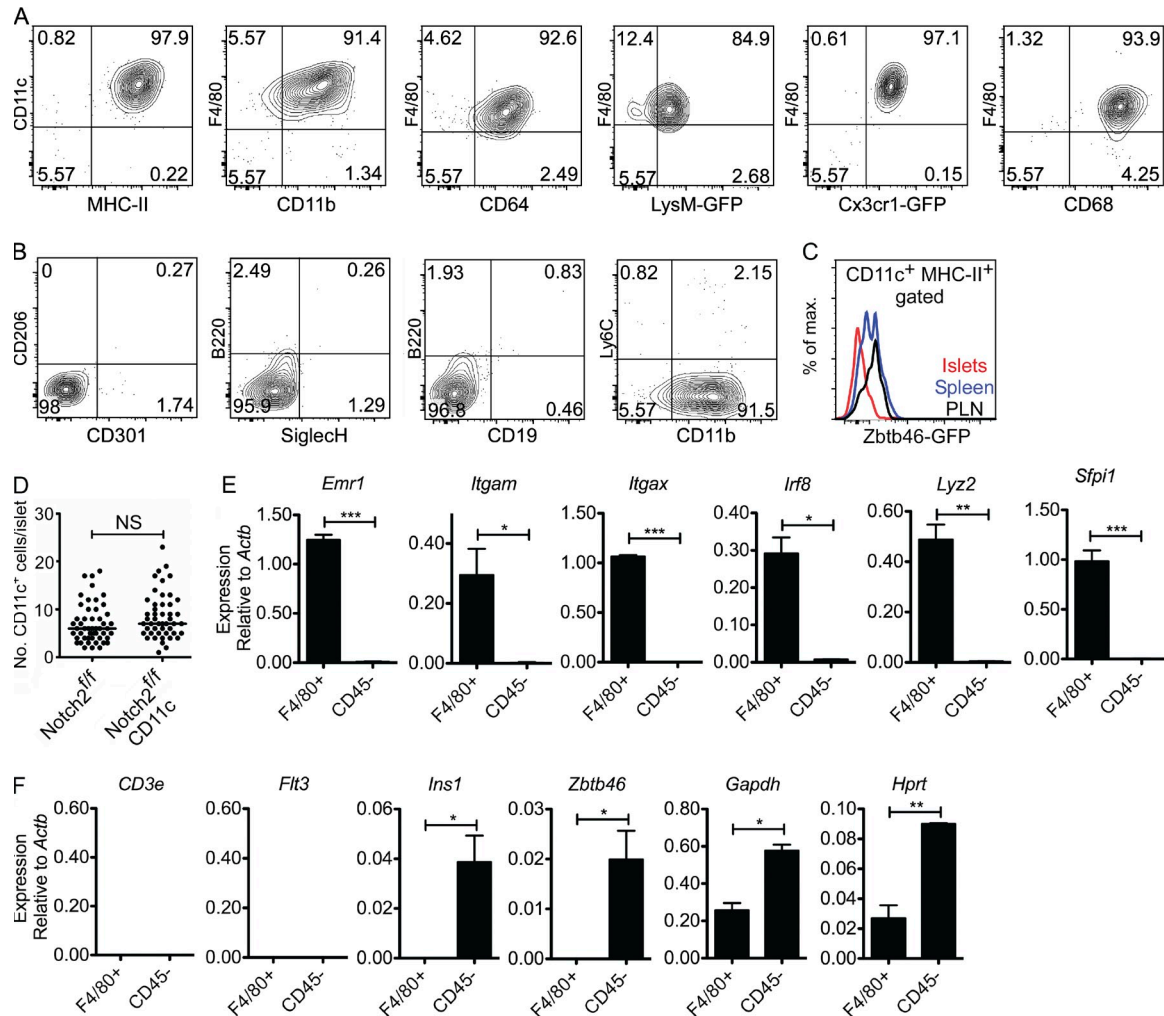 A
0.82 97.9
CD11c
5.57 0.22
MHC-II
5.57 91.4
F4/80
5.57 1.34
CD11b
4.62 92.6
F4/80
5.57 2.49
CD64
12.4 84.9
F4/80
5.57 2.68
LysM-GFP
0.61 97.1
F4/80
5.57 0.15
Cx3cr1-GFP
1.32 93.9
F4/80
5.57 4.25
CD68
B
0 0.27
CD206
98 1.74
CD301
2.49 0.26
B220
95.9 1.29
SiglecH
1.93 0.83
B220
96.8 0.46
CD19
0.82 2.15
Ly6C
5.57 91.5
CD11b
C
CD11c+ MHC-II+
gated
% of max.
Islets
Spleen
PLN
Zbtb46-GFP
D
No. CD11c+ cells/islet
NS
30
20
10
0
Notch2f/f
Notch2f/f
CD11c
E
Expression
Relative to Actb
Emr1
***
1.50
1.00
0.50
0.00
F4/80+ CD45-
Itgam
*
0.40
0.20
0.00
F4/80+ CD45-
Itgax
***
1.50
1.00
0.50
0.00
F4/80+ CD45-
Irf8
*
0.40
0.30
0.20
0.10
0.00
F4/80+ CD45-
Lyz2
**
0.60
0.40
0.20
0.00
F4/80+ CD45-
Sfpi1
***
1.50
1.00
0.50
0.00
F4/80+ CD45-
F
Expression
Relative to Actb
CD3e
0.60
0.40
0.20
0.00
F4/80+ CD45-
Flt3
0.60
0.40
0.20
0.00
F4/80+ CD45-
Ins1
*
0.06
0.04
0.02
0.00
F4/80+ CD45-
Zbtb46
*
0.03
0.02
0.01
0.00
F4/80+ CD45-
Gapdh
*
0.80
0.60
0.40
0.20
0.00
F4/80+ CD45-
Hprt
**
0.10
0.08
0.06
0.04
0.02
0.00
F4/80+ CD45-